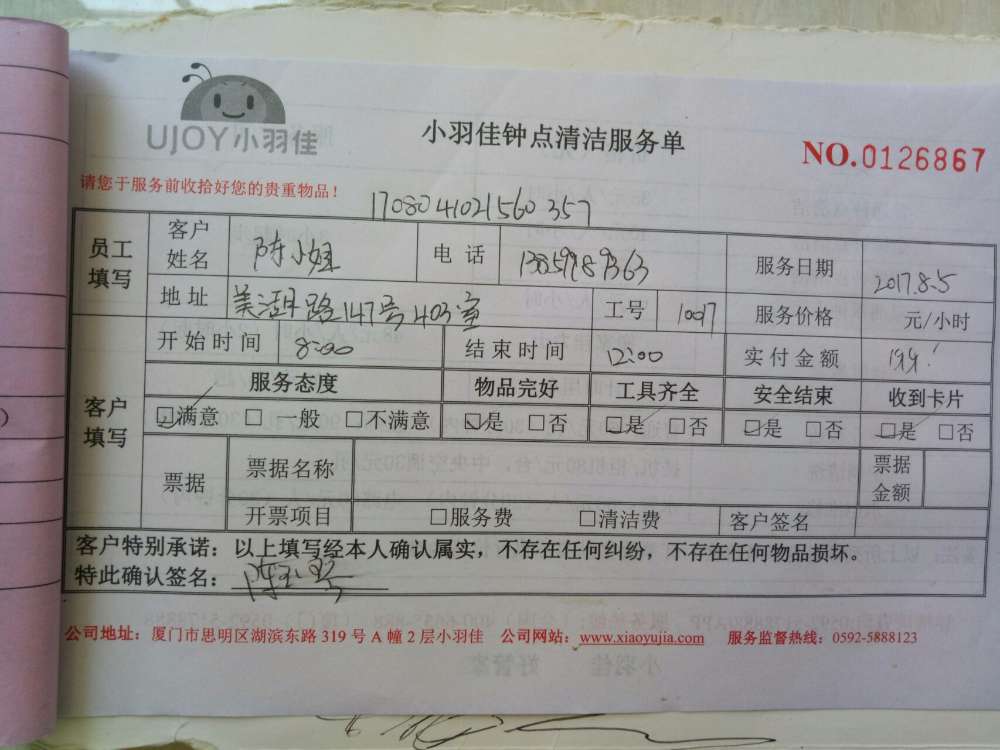 UJOY小羽佳
小羽佳钟点清洁服务单
NO.0126867
请您于服务前收拾好您的贵重物品！
1708041021560357
员工填写 客户姓名 陈小姐 电话 服务日期 2017.8.5
地址 美湖路147号403室 工号 服务价格 元/小时
客户填写 开始时间 8:00 结束时间 12:00 实付金额 199.
服务态度 物品完好 工具齐全 安全结束 收到卡片
☑满意 □一般 □不满意 ☑是 □否 ☑是 □否 ☑是 □否 ☑是 □否
票据 票据名称 票据金额
开票项目 □服务费 □清洁费 客户签名
客户特别承诺：以上填写经本人确认属实，不存在任何纠纷，不存在任何物品损坏。
特此确认签名：
公司地址：厦门市思明区湖滨东路319号A幢2层小羽佳 公司网站：www.xiaoyujia.com 服务监督热线：0592-5888123